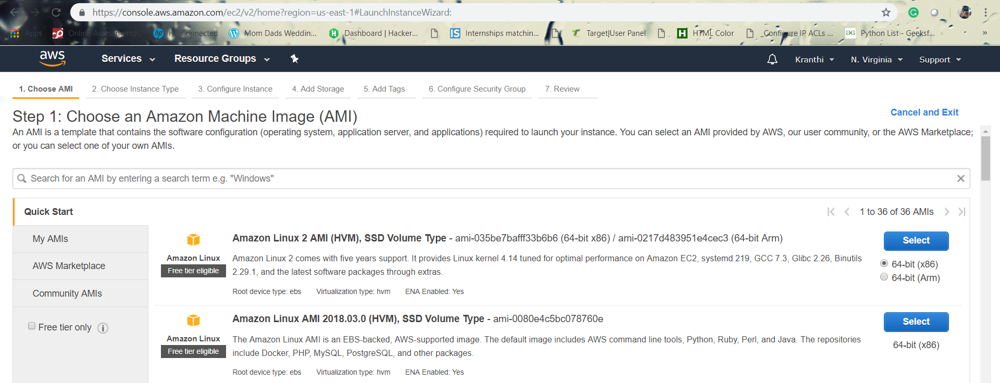 https://console.aws.amazon.com/ec2/v2/home?region=us-east-1#LaunchInstanceWizard:
Apps Online Assessments... HP Connected Mom Dads Weddin... Dashboard | Hacker... Internships matchin... Target|User Panel HTML Color _Configure IP ACLs ... Python List - Geeksf... »
aws Services Resource Groups Kranthi N. Virginia Support
1. Choose AMI 2. Choose Instance Type 3. Configure Instance 4. Add Storage 5. Add Tags 6. Configure Security Group 7. Review
Step 1: Choose an Amazon Machine Image (AMI)
Cancel and Exit
An AMI is a template that contains the software configuration (operating system, application server, and applications) required to launch your instance. You can select an AMI provided by AWS, our user community, or the AWS Marketplace;
or you can select one of your own AMIs.
Search for an AMI by entering a search term e.g. "Windows"
Quick Start
1 to 36 of 36 AMIs
My AMIs
AWS Marketplace
Community AMIs
Free tier only
Amazon Linux
Free tier eligible
Amazon Linux 2 AMI (HVM), SSD Volume Type - ami-035be7bafff33b6b6 (64-bit x86) / ami-0217d483951e4cec3 (64-bit Arm)
Amazon Linux 2 comes with five years support. It provides Linux kernel 4.14 tuned for optimal performance on Amazon EC2, systemd 219, GCC 7.3, Glibc 2.26, Binutils
2.29.1, and the latest software packages through extras.
Root device type: ebs Virtualization type: hvm ENA Enabled: Yes
Select
64-bit (x86)
64-bit (Arm)
Amazon Linux
Free tier eligible
Amazon Linux AMI 2018.03.0 (HVM), SSD Volume Type - ami-0080e4c5bc078760e
The Amazon Linux AMI is an EBS-backed, AWS-supported image. The default image includes AWS command line tools, Python, Ruby, Perl, and Java. The repositories
include Docker, PHP, MySQL, PostgreSQL, and other packages.
Root device type: ebs Virtualization type: hvm ENA Enabled: Yes
Select
64-bit (x86)